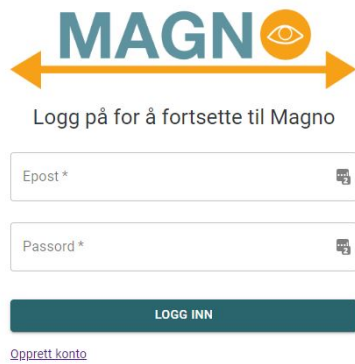 MAGNO
Logg på for å fortsette til Magno
Epost *
Passord *
LOGG INN
Opprett konto